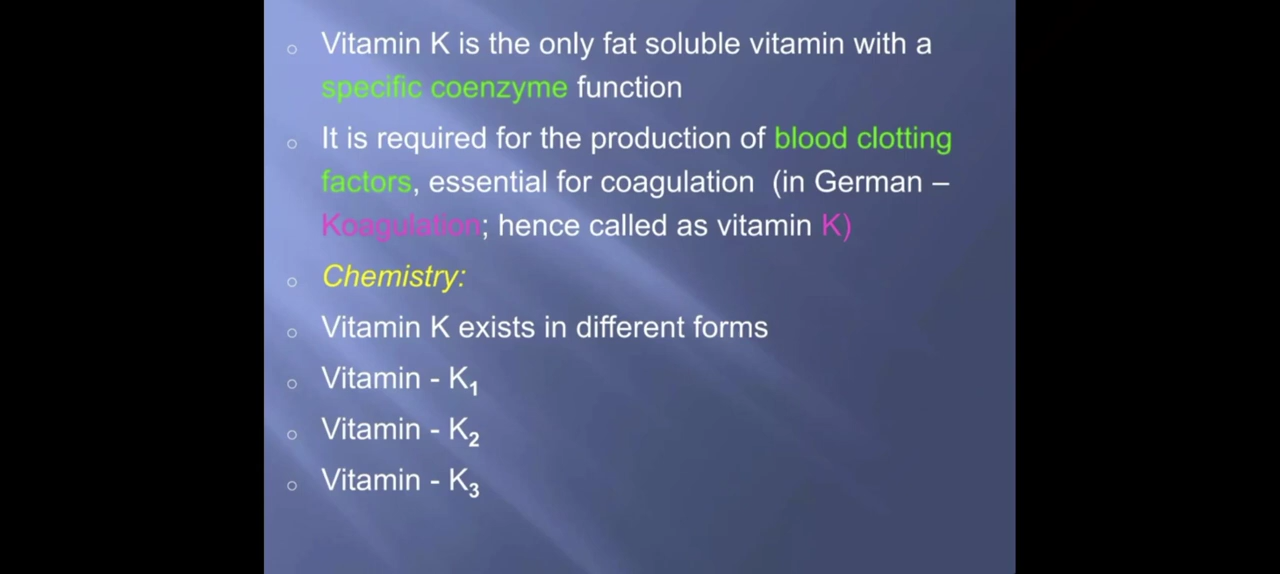 Vitamin K is the only fat soluble vitamin with a
specific coenzyme function
It is required for the production of blood clotting
factors, essential for coagulation (in German –
Koagulation; hence called as vitamin K)
Chemistry:
Vitamin K exists in different forms
Vitamin - K₁
Vitamin - K₂
Vitamin - K₃